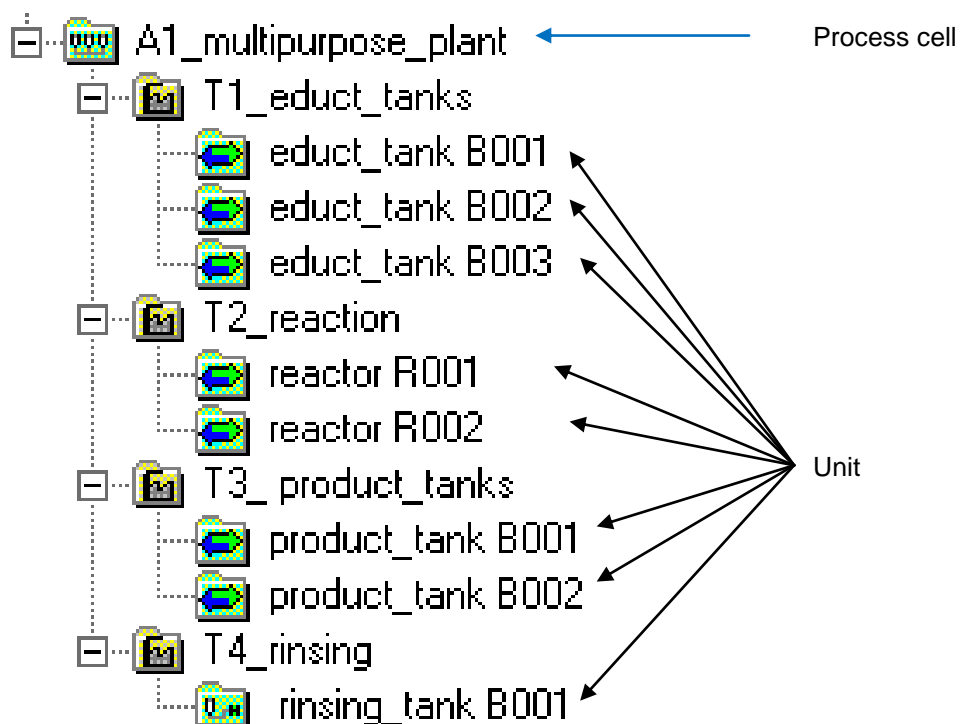 A1_multipurpose_plant Process cell
T1_educt_tanks
educt_tank B001
educt_tank B002
educt_tank B003
T2_reaction
reactor R001
reactor R002
Unit
T3_ product_tanks
product_tank B001
product_tank B002
T4_rinsing
rinsing_tank B001